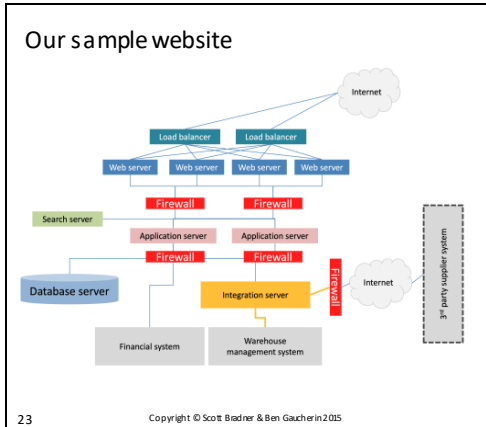 Our sample website
Internet
Load balancer
Load balancer
Web server
Web server
Web server
Web server
Firewall
Firewall
Search server
Application server
Application server
Firewall
Firewall
Database server
Integration server
Firewall
Internet
3rd party supplier system
Financial system
Warehouse
management system
23
Copyright © Scott Bradner & Ben Gaucherin 2015